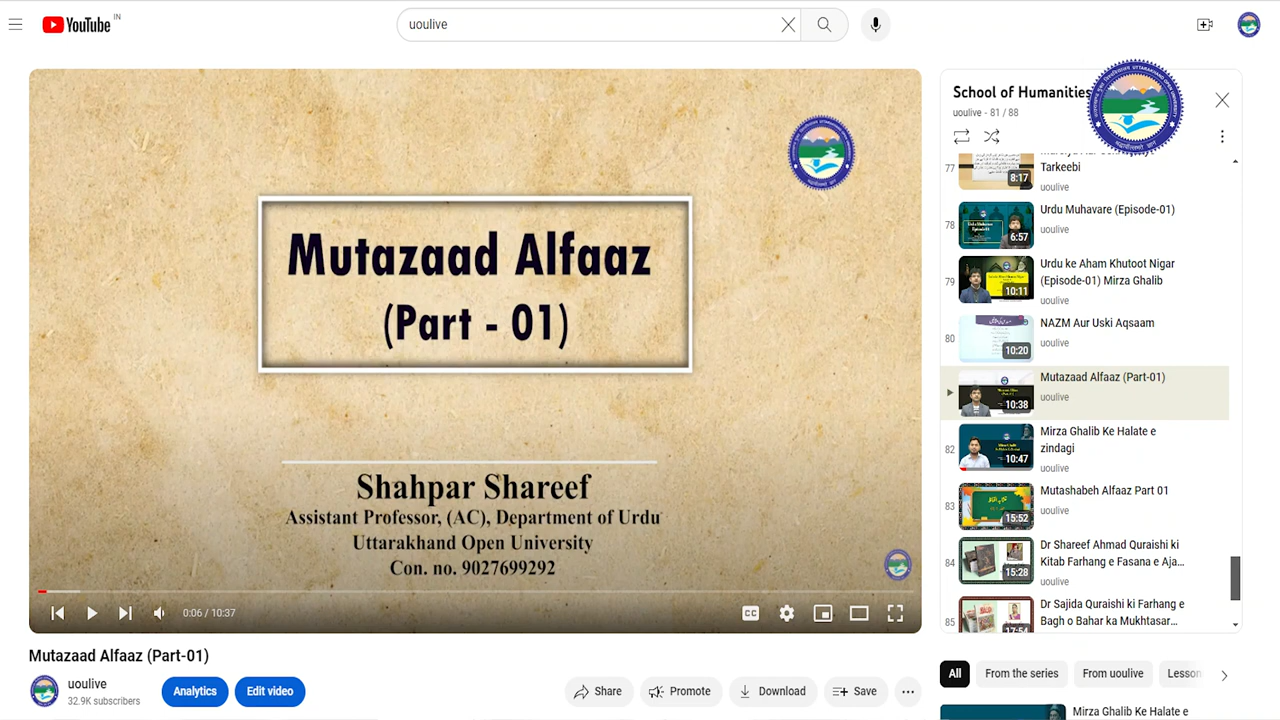 YouTube IN
uoulive
Mutazaad Alfaaz
(Part - 01)
Shahpar Shareef
Assistant Professor, (AC), Department of Urdu
Uttarakhand Open University
Con. no. 9027699292
0:06 / 10:37
CC
Mutazaad Alfaaz (Part-01)
uoulive
32.9K subscribers
Analytics
Edit video
Share
Promote
Download
Save
School of Humanities
uoulive - 81 / 88
77
8:17
Tarkeebi
uoulive
78
6:57
Urdu Muhavare (Episode-01)
uoulive
79
10:11
Urdu ke Aham Khutoot Nigar
(Episode-01) Mirza Ghalib
uoulive
80
10:20
NAZM Aur Uski Aqsaam
uoulive
10:38
Mutazaad Alfaaz (Part-01)
uoulive
82
10:47
Mirza Ghalib Ke Halate e
zindagi
uoulive
83
15:52
Mutashabeh Alfaaz Part 01
uoulive
84
15:28
Dr Shareef Ahmad Quraishi ki
Kitab Farhang e Fasana e Aja...
uoulive
85
17:54
Dr Sajida Quraishi ki Farhang e
Bagh o Bahar ka Mukhtasar...
All
From the series
From uoulive
Lesson
Mirza Ghalib Ke Halate e